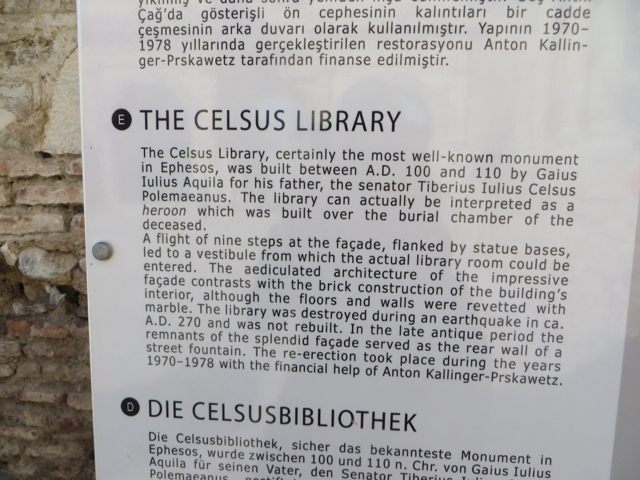 yıkılmış ve daha sonra yeniden
Çağ'da gösterişli ön cephesinin kalıntıları bir cadde
çeşmesinin arka duvarı olarak kullanılmıştır. Yapının 1970–
1978 yıllarında gerçekleştirilen restorasyonu Anton Kallin-
ger-Prskawetz tarafından finanse edilmiştir.
E THE CELSUS LIBRARY
The Celsus Library, certainly the most well-known monument
in Ephesos, was built between A.D. 100 and 110 by Gaius
Iulius Aquila for his father, the senator Tiberius Iulius Celsus
Polemaeanus. The library can actually be interpreted as a
heroon which was built over the burial chamber of the
deceased.
A flight of nine steps at the façade, flanked by statue bases,
led to a vestibule from which the actual library room could be
entered. The aediculated architecture of the impressive
façade contrasts with the brick construction of the building's
interior, although the floors and walls were revetted with
marble. The library was destroyed during an earthquake in ca.
A.D. 270 and was not rebuilt. In the late antique period the
remnants of the splendid façade served as the rear wall of a
street fountain. The re-erection took place during the years
1970–1978 with the financial help of Anton Kallinger-Prskawetz.
D DIE CELSUSBIBLIOTHEK
Die Celsusbibliothek, sicher das bekannteste Monument in
Ephesos, wurde zwischen 100 und 110 n. Chr. von Gaius Iulius
Aquila für seinen Vater, den Senator Tiberius Iulius
Polemaeanus,